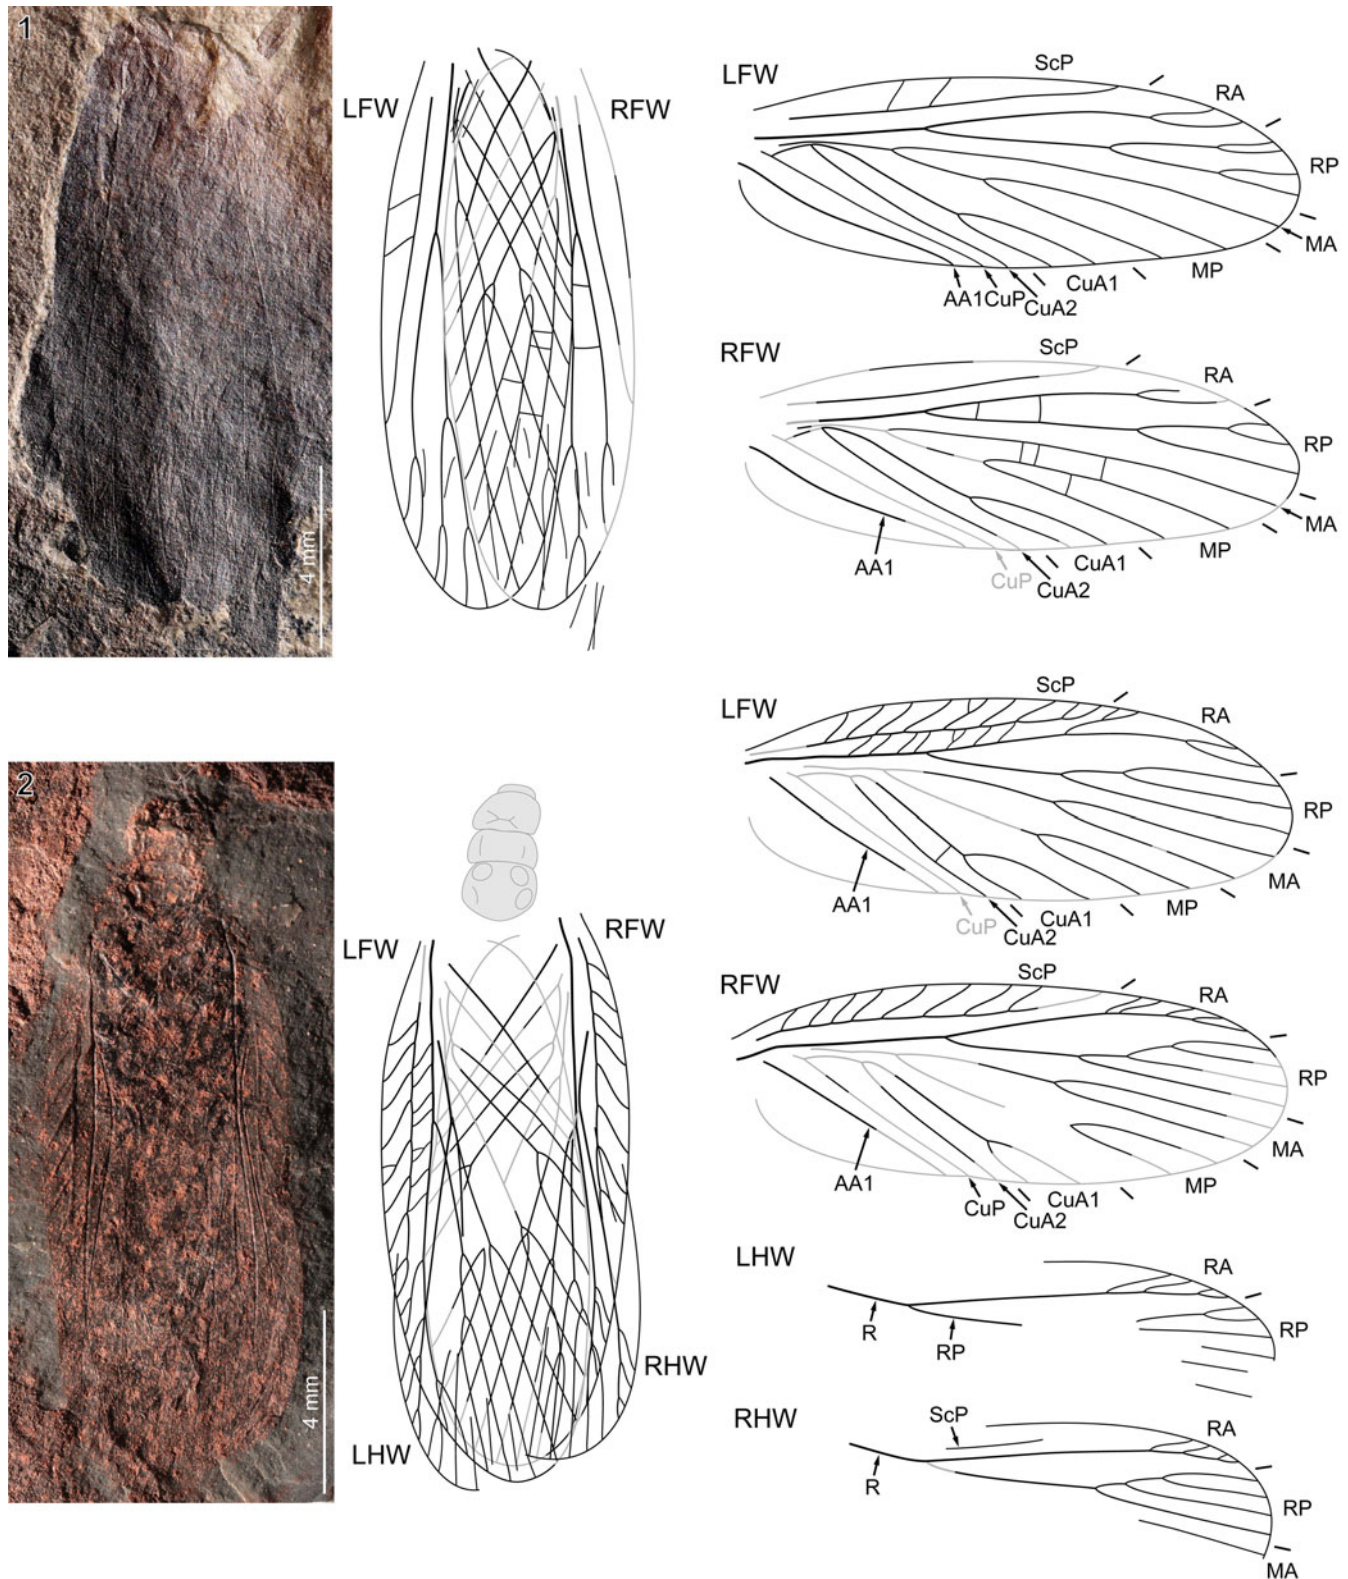 1
LFW
RFW
4 mm
LFW
ScP
RA
RP
MA
MP
CuA1
CuA2
CuP
AA1
RFW
ScP
RA
RP
MA
MP
CuA1
CuA2
CuP
AA1
2
LFW
RFW
RHW
LHW
4 mm
LFW
ScP
RA
RP
MA
MP
CuA1
CuA2
CuP
AA1
RFW
ScP
RA
RP
MA
MP
CuA1
CuA2
CuP
AA1
LHW
RA
RP
R
RP
RHW
ScP
RA
R
RP
MA